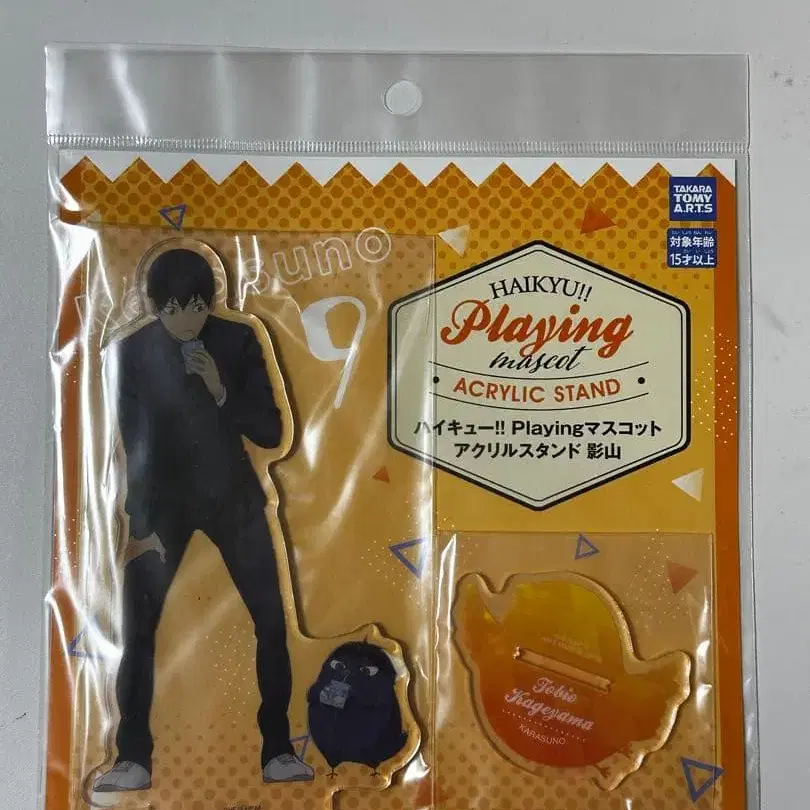 TAKARA
TOMY
A.R.T.S
対象年齢
15才以上
Karasuno
9
HAIKYU!!
Playing
mascot
ACRYLIC STAND
ハイキュー!! Playingマスコット
アクリルスタンド 影山
Tobio
Kageyama
KARASUNO